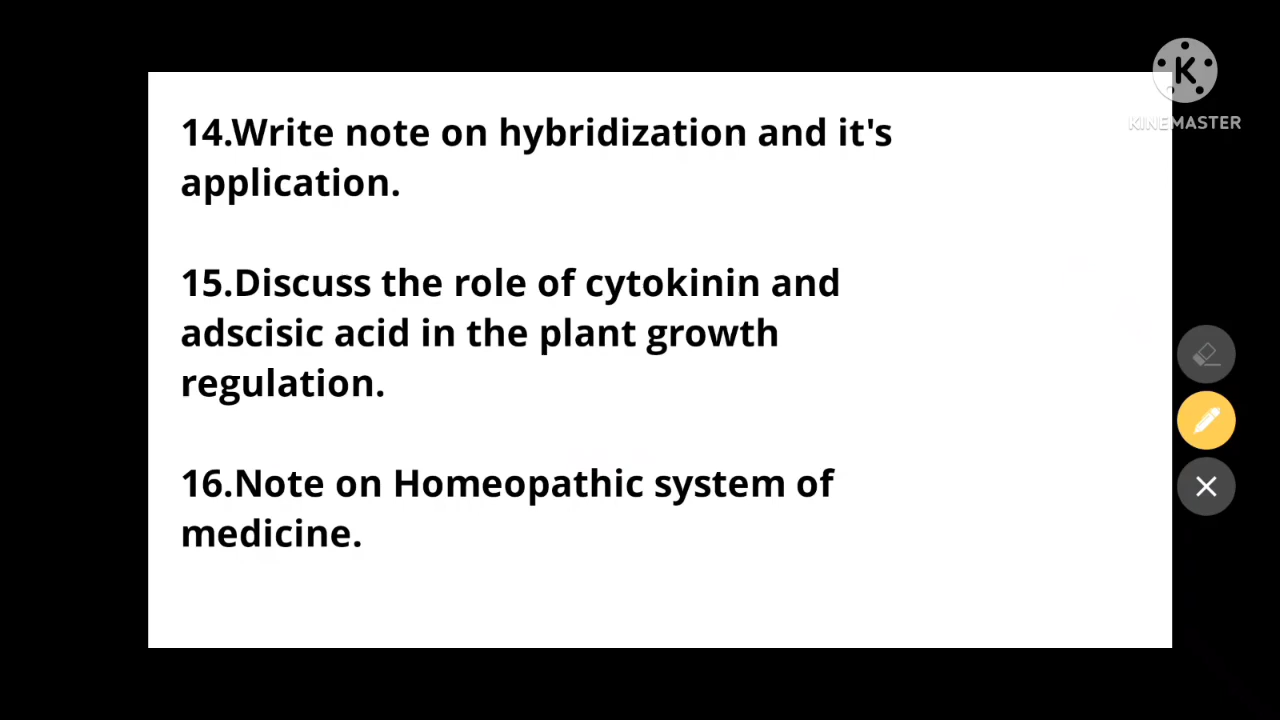 KINEMASTER
14.Write note on hybridization and it's
application.
15.Discuss the role of cytokinin and
adscisic acid in the plant growth
regulation.
16.Note on Homeopathic system of
medicine.